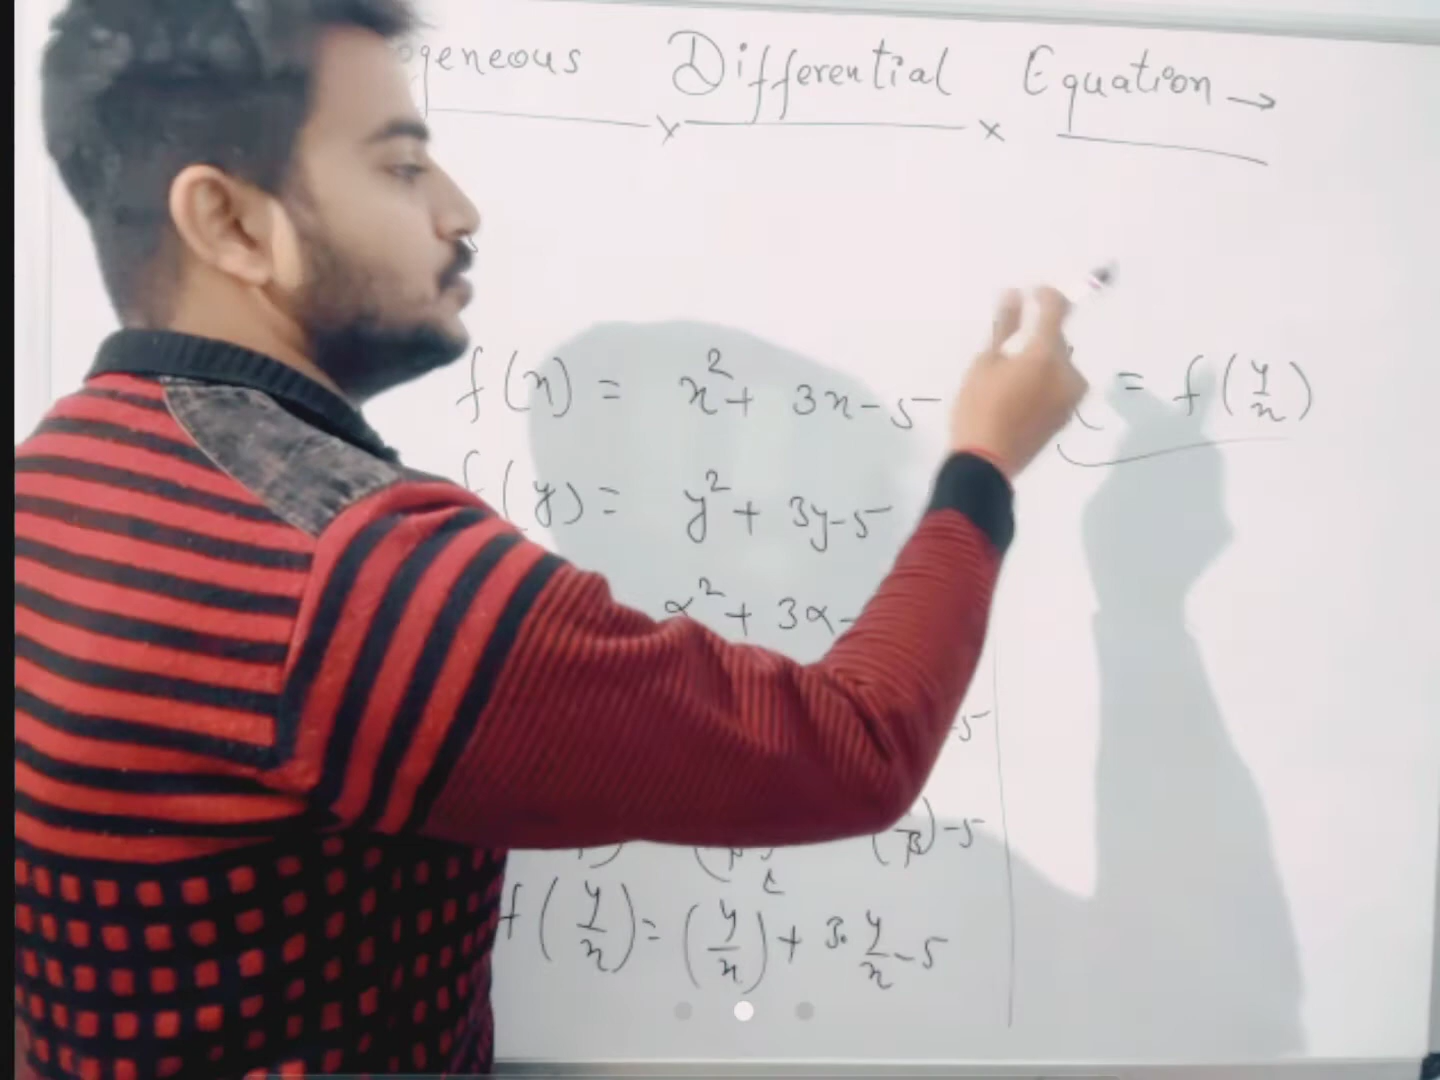 ogeneous Differential Equation →
f(x) = x² + 3x - 5
= f(y/x)
f(y) = y² + 3y - 5
α² + 3α -
-5
-5
f(y/x) = (y/x)² + 3. y/x - 5